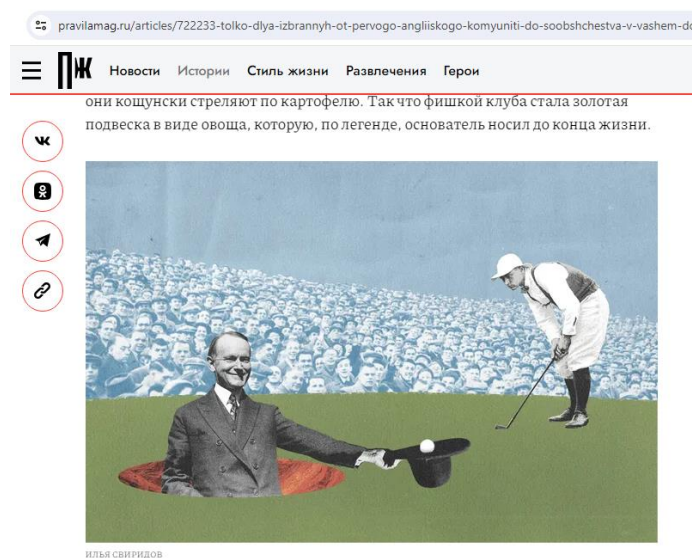 pravilamag.ru/articles/722233-tolko-dlya-izbrannyh-ot-pervogo-angliiskogo-komyuniti-do-soobshchestva-v-vashem-do
ПЖ Новости Истории Стиль жизни Развлечения Герои
они кощунски стреляют по картофелю. Так что фишкой клуба стала золотая
подвеска в виде овоща, которую, по легенде, основатель носил до конца жизни.
ИЛЬЯ СВИРИДОВ